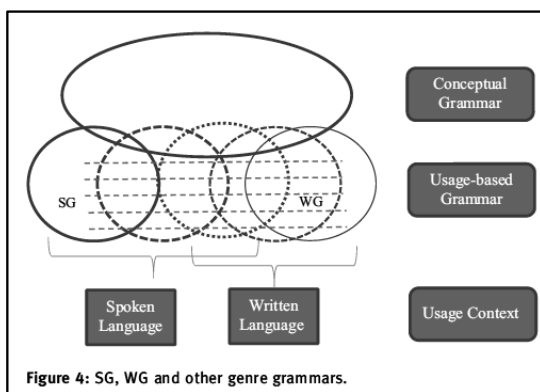 Conceptual
Grammar
SG
WG
Usage-based
Grammar
Spoken
Language
Written
Language
Usage Context
Figure 4: SG, WG and other genre grammars.